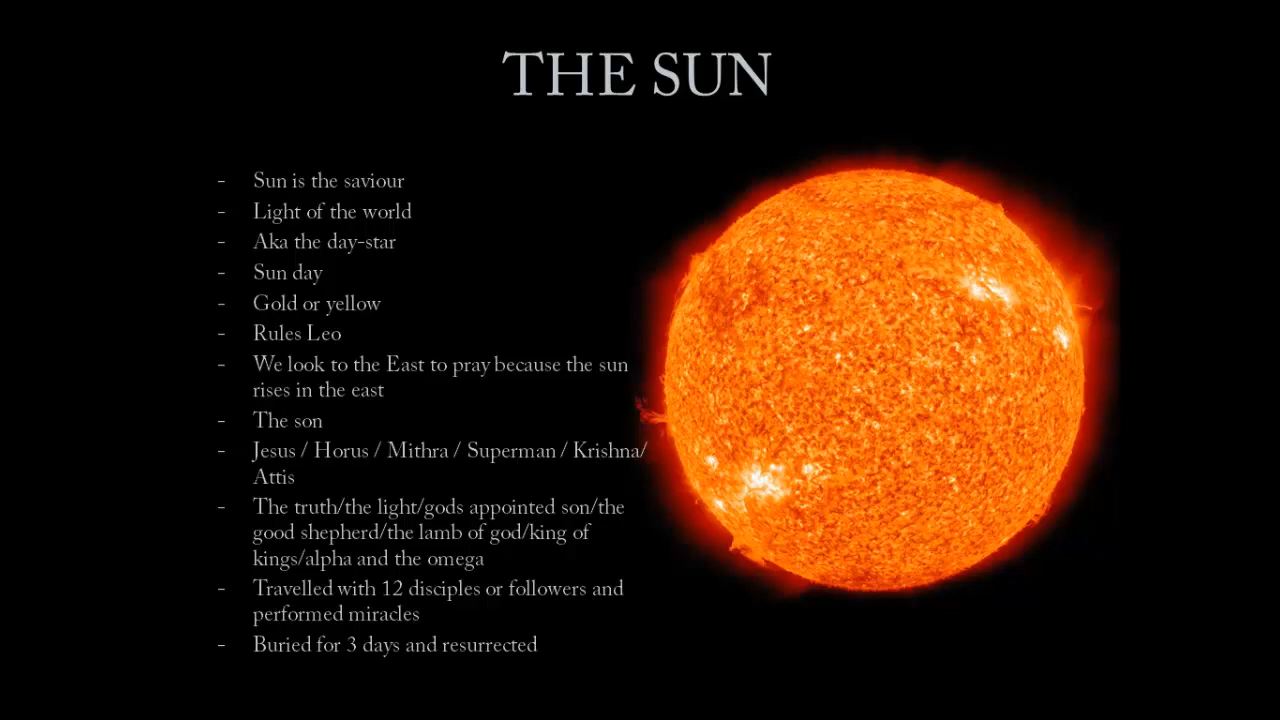 THE SUN
- Sun is the saviour
- Light of the world
- Aka the day-star
- Sun day
- Gold or yellow
- Rules Leo
- We look to the East to pray because the sun
rises in the east
- The son
- Jesus / Horus / Mithra / Superman / Krishna/
Attis
- The truth/the light/gods appointed son/the
good shepherd/the lamb of god/king of
kings/alpha and the omega
- Travelled with 12 disciples or followers and
performed miracles
- Buried for 3 days and resurrected